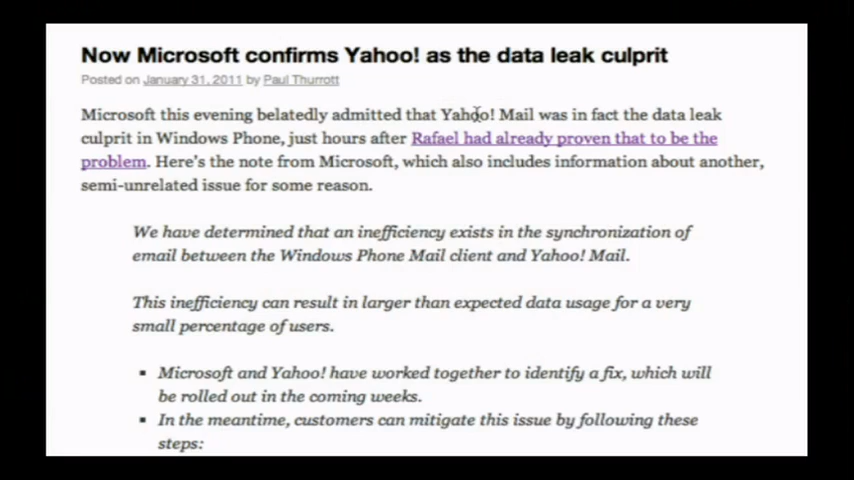 Now Microsoft confirms Yahoo! as the data leak culprit
Posted on January 31, 2011 by Paul Thurrott
Microsoft this evening belatedly admitted that Yahoo! Mail was in fact the data leak
culprit in Windows Phone, just hours after Rafael had already proven that to be the
problem. Here's the note from Microsoft, which also includes information about another,
semi-unrelated issue for some reason.
We have determined that an inefficiency exists in the synchronization of
email between the Windows Phone Mail client and Yahoo! Mail.
This inefficiency can result in larger than expected data usage for a very
small percentage of users.
▪ Microsoft and Yahoo! have worked together to identify a fix, which will
be rolled out in the coming weeks.
▪ In the meantime, customers can mitigate this issue by following these
steps: